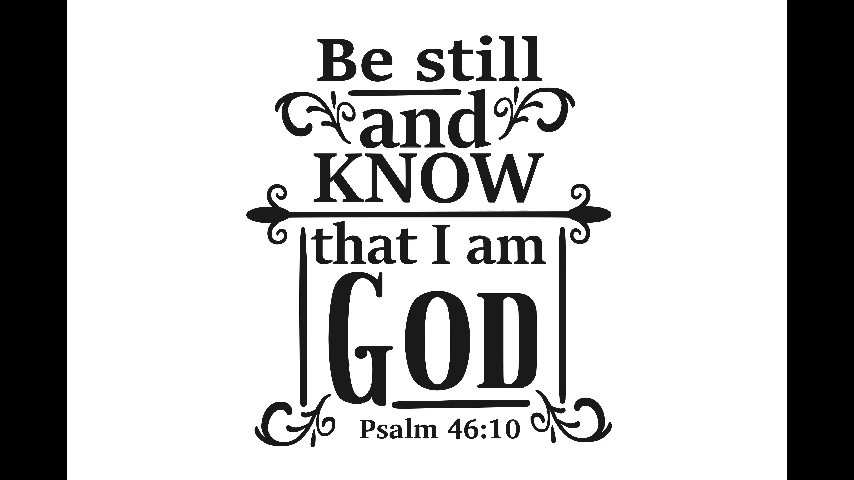 Be still
and
KNOW
that I am
GOD
Psalm 46:10